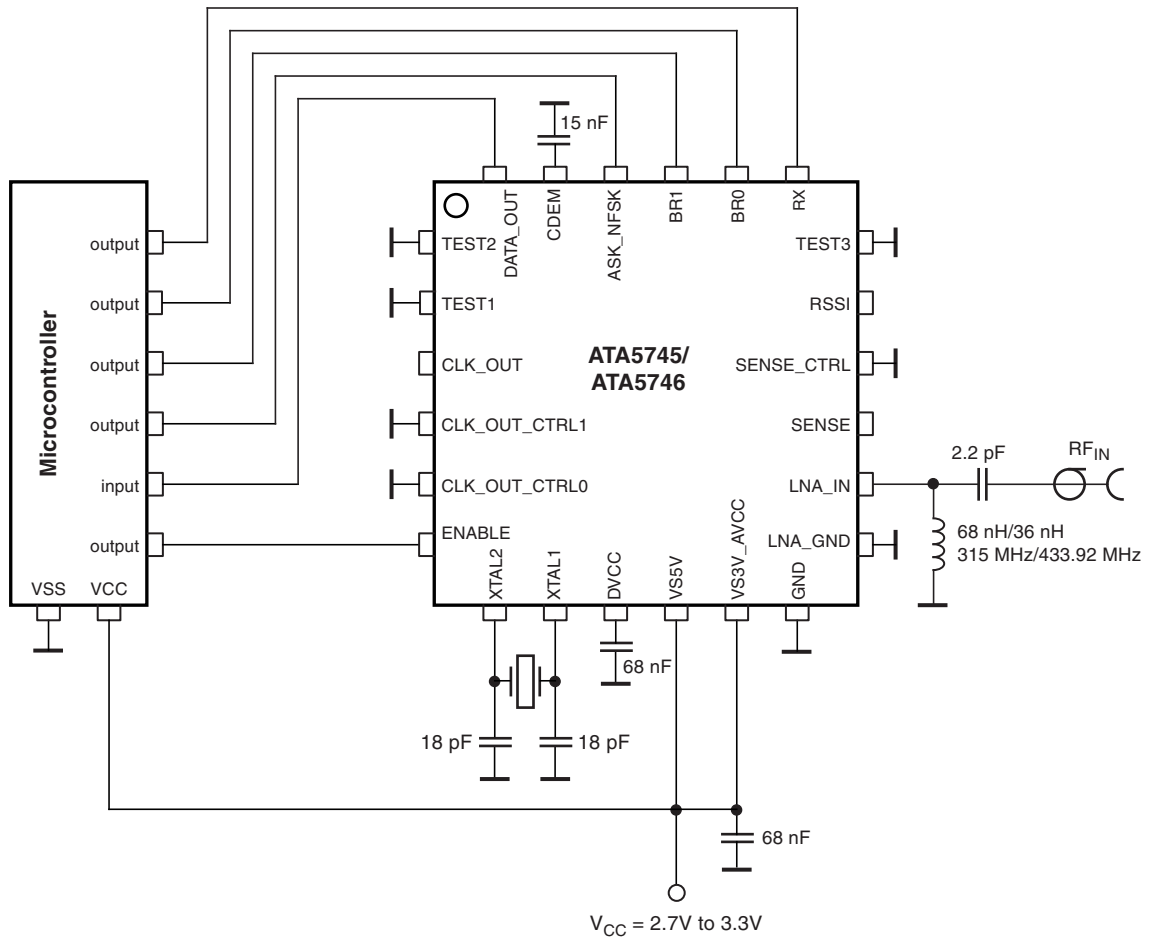 15 nF
DATA_OUT
CDEM
ASK_NFSK
BR1
BR0
RX
Microcontroller
output
output
output
output
input
output
VSS
VCC
TEST2
TEST1
CLK_OUT
CLK_OUT_CTRL1
CLK_OUT_CTRL0
ENABLE
ATA5745/
ATA5746
TEST3
RSSI
SENSE_CTRL
SENSE
LNA_IN
LNA_GND
XTAL2
XTAL1
DVCC
VS5V
VS3V_AVCC
GND
2.2 pF
RFIN
68 nH/36 nH
315 MHz/433.92 MHz
68 nF
18 pF
18 pF
68 nF
VCC = 2.7V to 3.3V